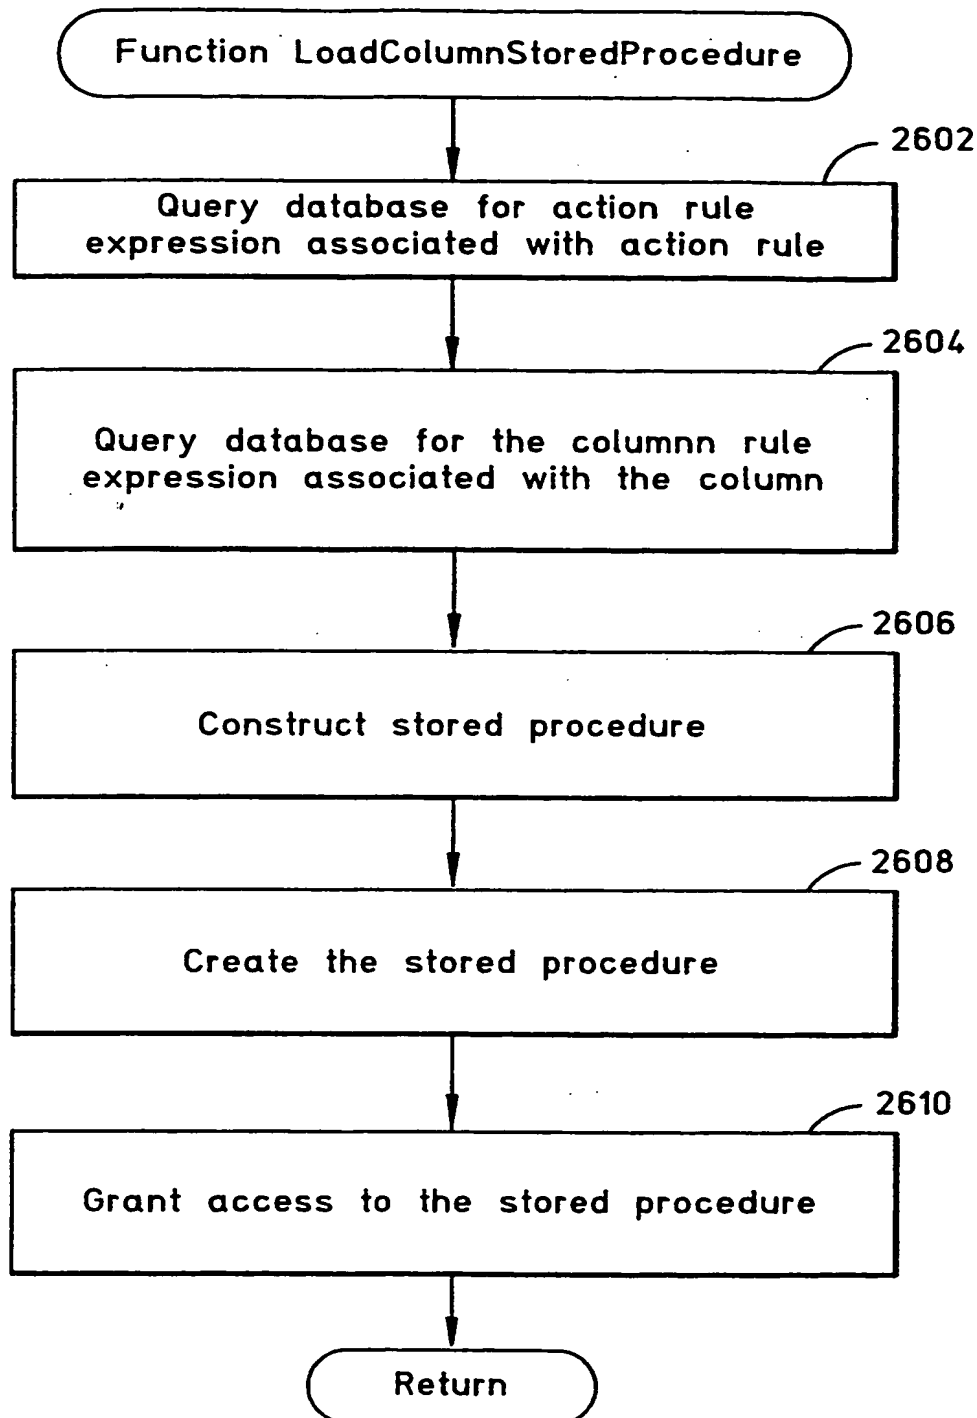 Function LoadColumnStoredProcedure
2602
Query database for action rule
expression associated with action rule
2604
Query database for the columnn rule
expression associated with the column
2606
Construct stored procedure
2608
Create the stored procedure
2610
Grant access to the stored procedure
Return